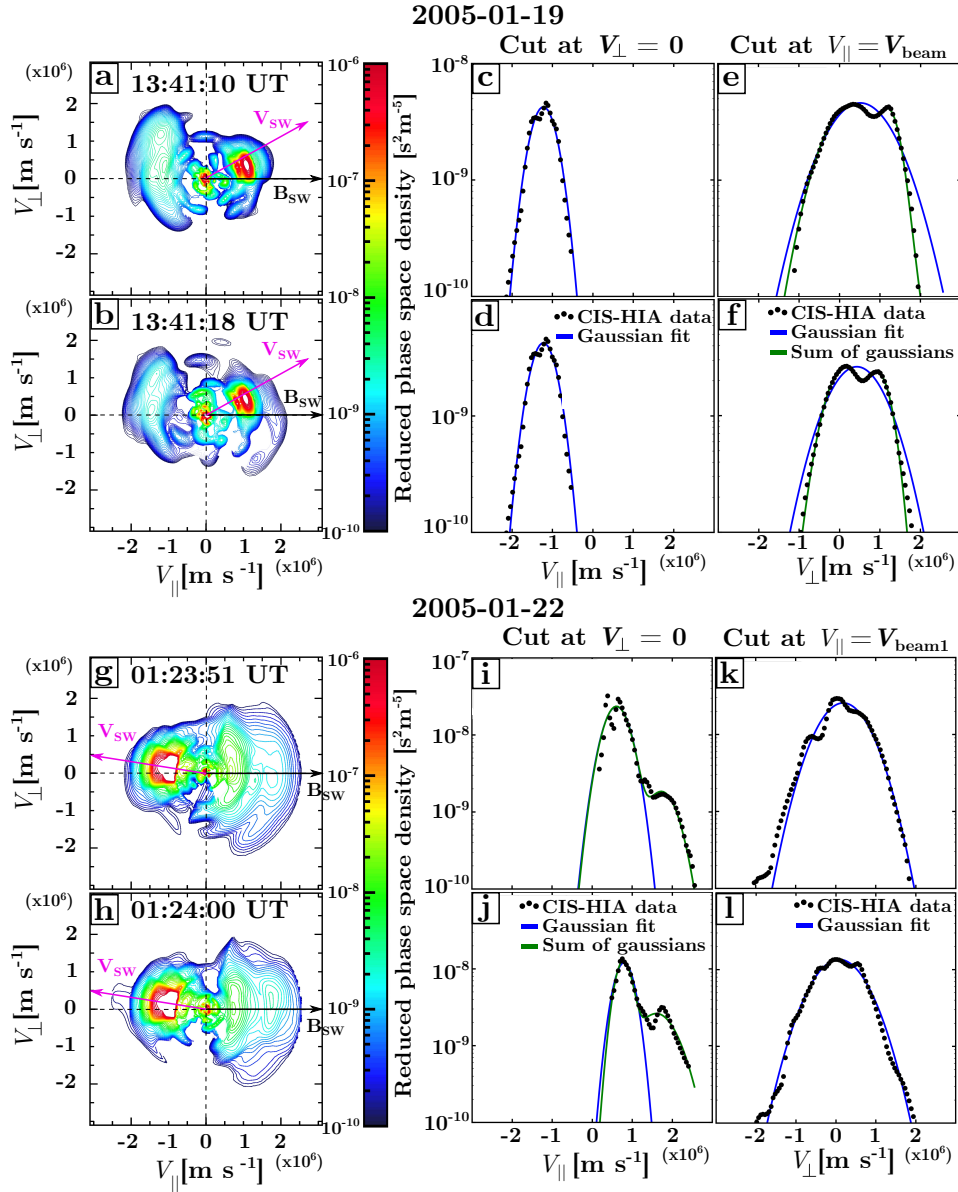 2005-01-19
Cut at V⊥ = 0
Cut at V|| = Vbeam
(x10⁶)
a
13:41:10 UT
VSW
BSW
V⊥[m s⁻¹]
3
2
1
0
-1
-2
10⁻⁶
10⁻⁷
10⁻⁸
10⁻⁹
10⁻¹⁰
Reduced phase space density [s²m⁻⁵]
c
10⁻⁸
10⁻⁹
10⁻¹⁰
e
(x10⁶)
b
13:41:18 UT
VSW
BSW
V⊥[m s⁻¹]
2
1
0
-1
-2
-2 -1 0 1 2
V||[m s⁻¹] (x10⁶)
d
CIS-HIA data
Gaussian fit
10⁻⁹
10⁻¹⁰
-2 -1 0 1 2
V|| [m s⁻¹] (x10⁶)
f
CIS-HIA data
Gaussian fit
Sum of gaussians
-1 0 1 2
V⊥[m s⁻¹] (x10⁶)
2005-01-22
Cut at V⊥ = 0
Cut at V|| = Vbeam1
(x10⁶)
g
01:23:51 UT
VSW
BSW
V⊥[m s⁻¹]
2
1
0
-1
-2
10⁻⁶
10⁻⁷
10⁻⁸
10⁻⁹
10⁻¹⁰
Reduced phase space density [s²m⁻⁵]
i
10⁻⁷
10⁻⁸
10⁻⁹
10⁻¹⁰
k
(x10⁶)
h
01:24:00 UT
VSW
BSW
V⊥[m s⁻¹]
2
1
0
-1
-2
-2 -1 0 1 2
V||[m s⁻¹] (x10⁶)
j
CIS-HIA data
Gaussian fit
Sum of gaussians
10⁻⁸
10⁻⁹
10⁻¹⁰
-2 -1 0 1 2
V|| [m s⁻¹] (x10⁶)
l
CIS-HIA data
Gaussian fit
-1 0 1 2
V⊥[m s⁻¹] (x10⁶)